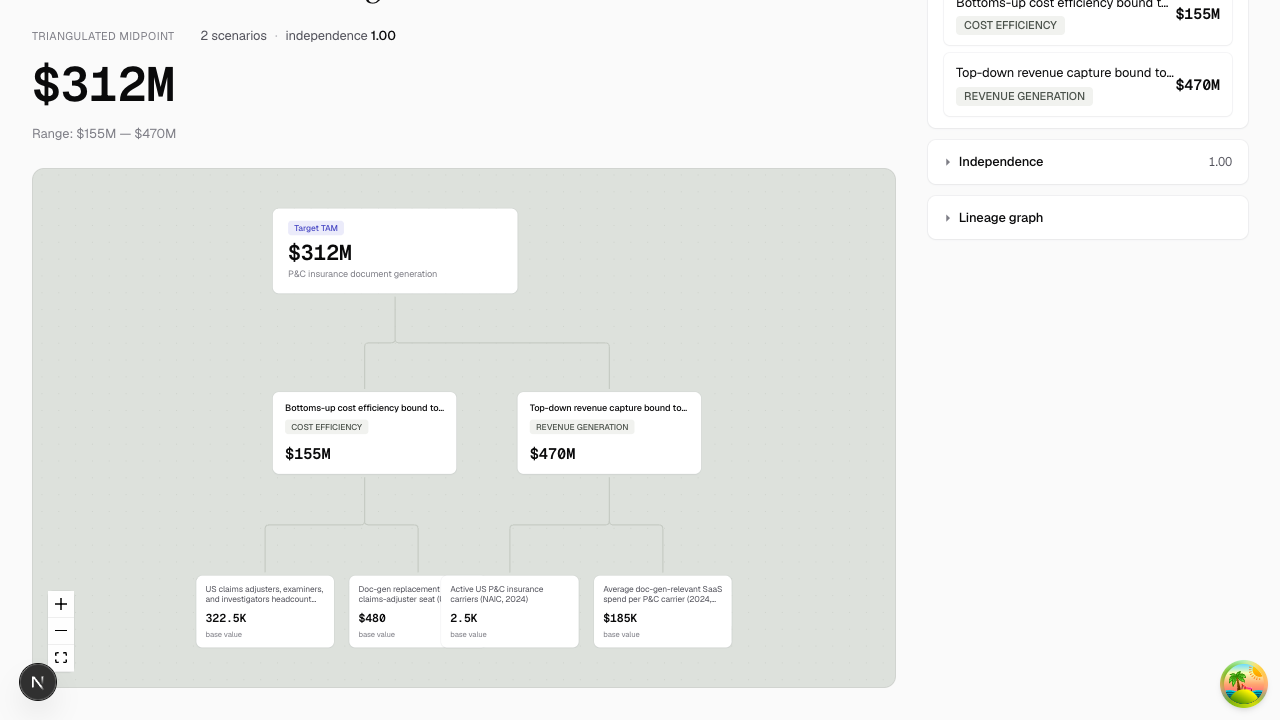 TRIANGULATED MIDPOINT
2 scenarios · independence 1.00
$312M
Range: $155M — $470M
Target TAM
$312M
P&C insurance document generation
Bottoms-up cost efficiency bound to...
COST EFFICIENCY
$155M
Top-down revenue capture bound to...
REVENUE GENERATION
$470M
US claims adjusters, examiners,
and investigators headcount...
322.5K
base value
Doc-gen replacement
claims-adjuster seat
$480
base value
Active US P&C insurance
carriers (NAIC, 2024)
2.5K
base value
Average doc-gen-relevant SaaS
spend per P&C carrier (2024,...
$185K
base value
N
Bottoms-up cost efficiency bound t...
$155M
COST EFFICIENCY
Top-down revenue capture bound to...
$470M
REVENUE GENERATION
Independence
1.00
Lineage graph